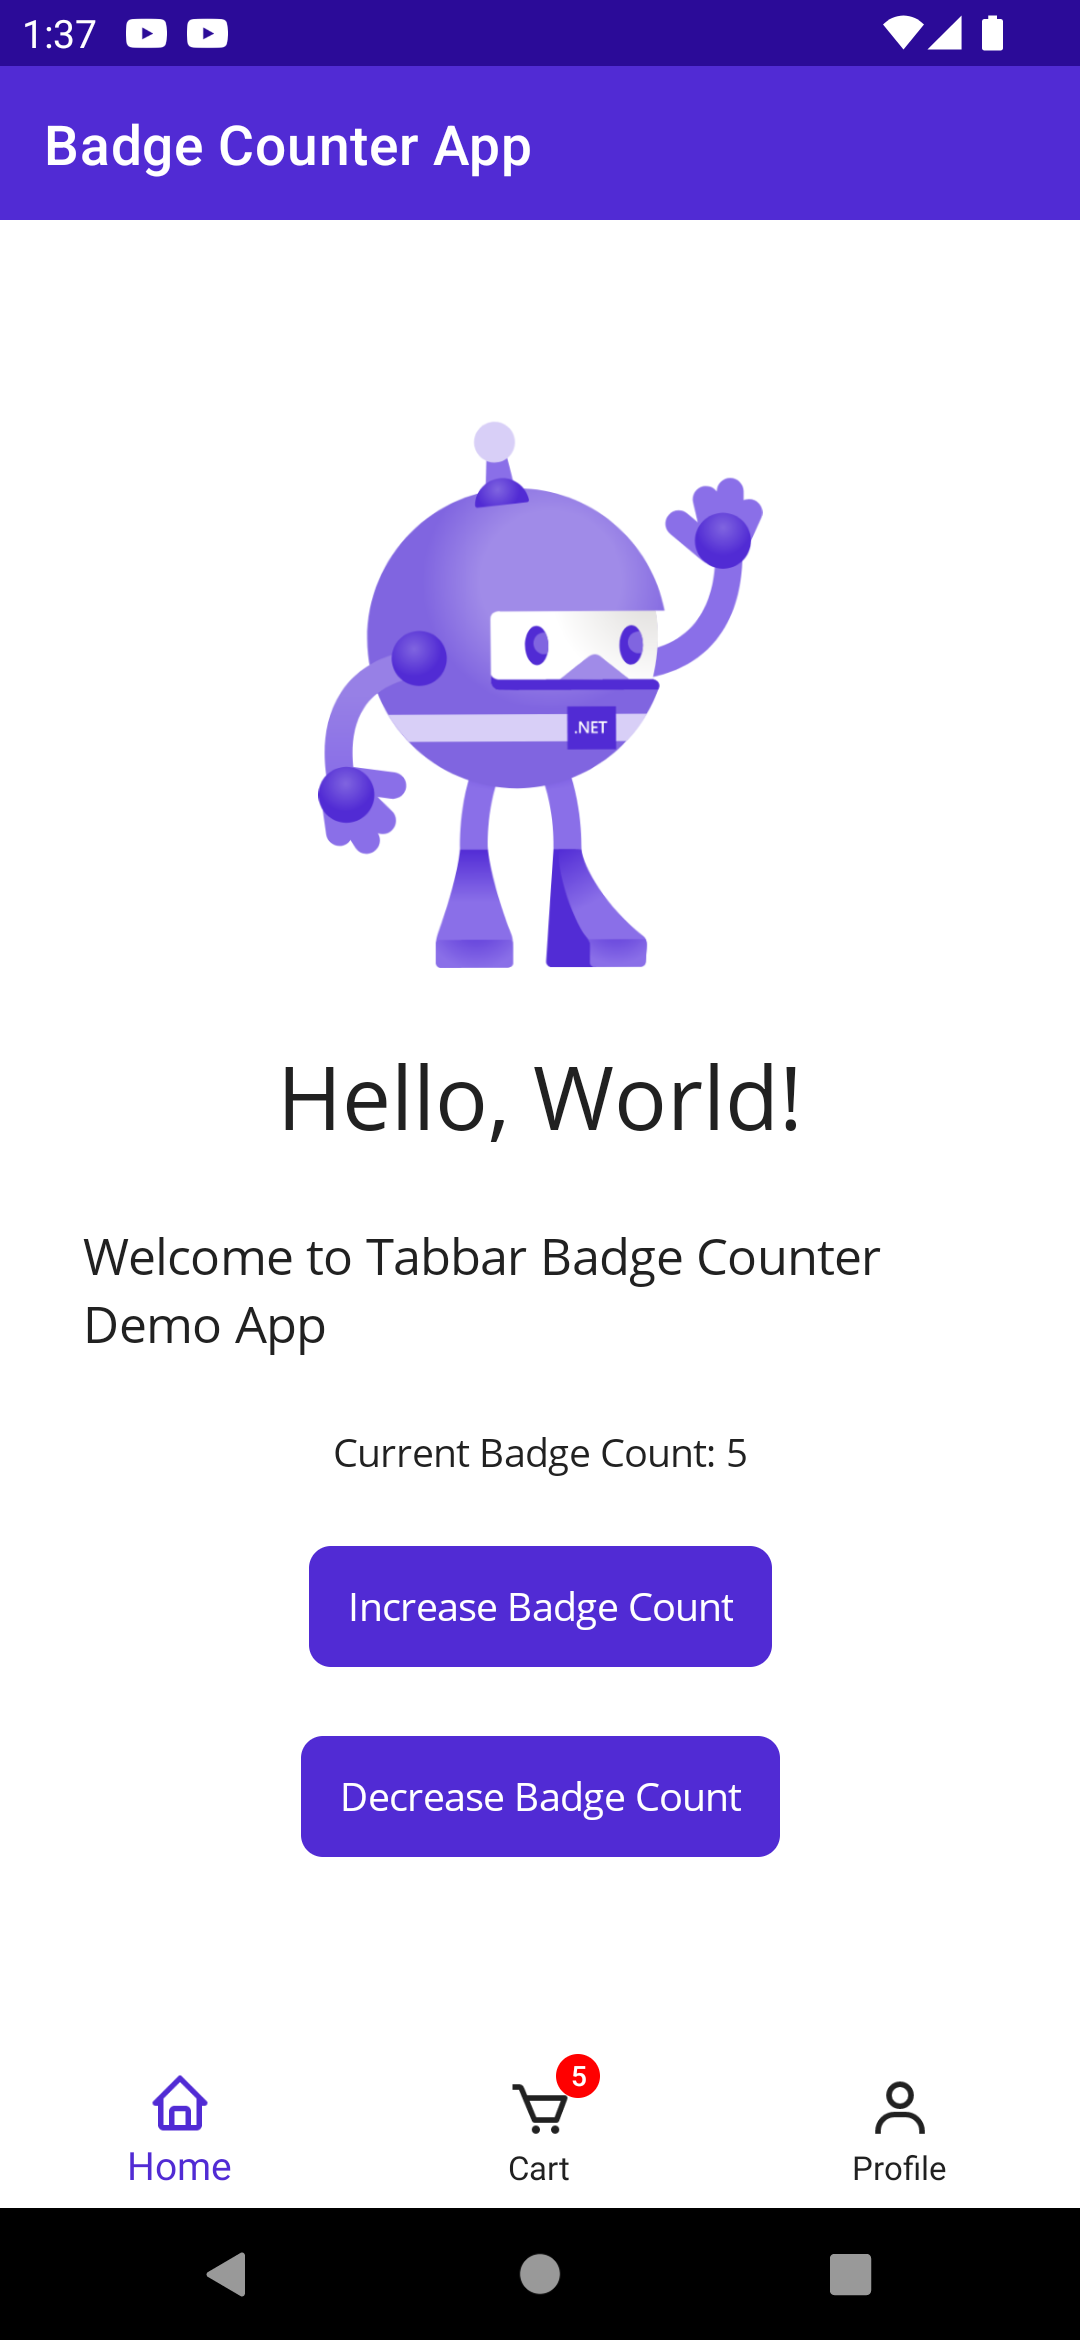 1:37
Badge Counter App
.NET
Hello, World!
Welcome to Tabbar Badge Counter
Demo App
Current Badge Count: 5
Increase Badge Count
Decrease Badge Count
5
Home
Cart
Profile